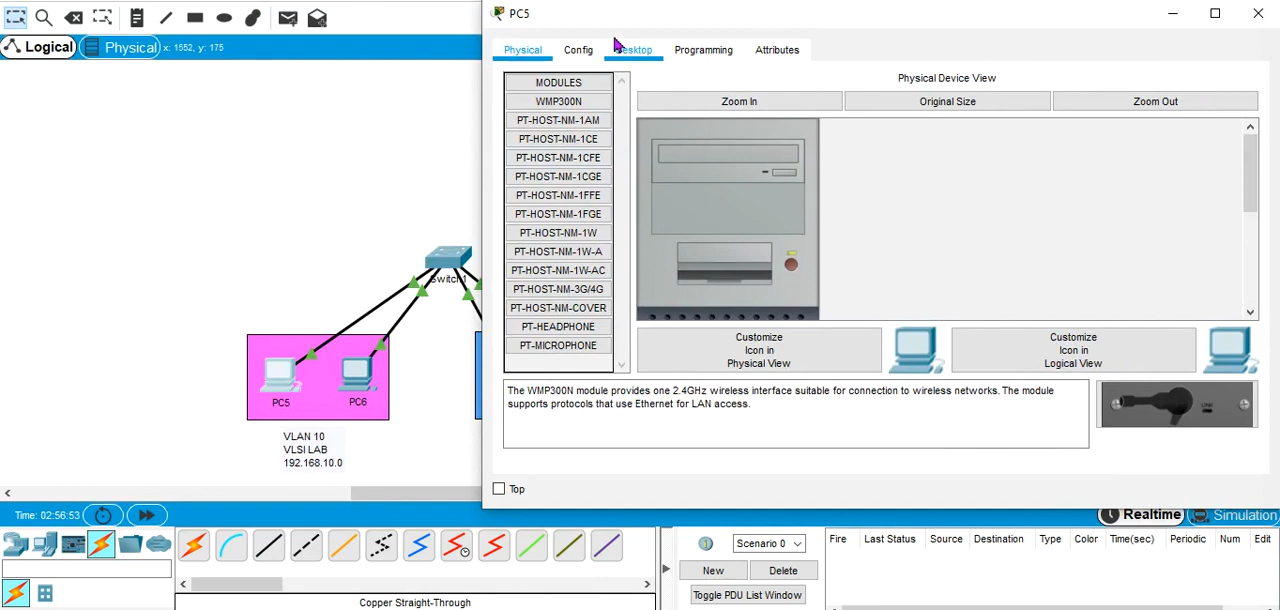 PC5
Logical
Physical
x: 1552, y: 175
Physical
Config
Desktop
Programming
Attributes
MODULES
WMP300N
PT-HOST-NM-1AM
PT-HOST-NM-1CE
PT-HOST-NM-1CFE
PT-HOST-NM-1CGE
PT-HOST-NM-1FFE
PT-HOST-NM-1FGE
PT-HOST-NM-1W
PT-HOST-NM-1W-A
PT-HOST-NM-1W-AC
PT-HOST-NM-3G/4G
PT-HOST-NM-COVER
PT-HEADPHONE
PT-MICROPHONE
Physical Device View
Zoom In
Original Size
Zoom Out
Customize
Icon in
Physical View
Customize
Icon in
Logical View
The WMP300N module provides one 2.4GHz wireless interface suitable for connection to wireless networks. The module
supports protocols that use Ethernet for LAN access.
LINK
Top
Switch1
PC5
PC6
VLAN 10
VLSI LAB
192.168.10.0
Time: 02:56:53
Realtime
Simulation
Copper Straight-Through
Scenario 0
New
Delete
Toggle PDU List Window
Fire
Last Status
Source
Destination
Type
Color
Time(sec)
Periodic
Num
Edit